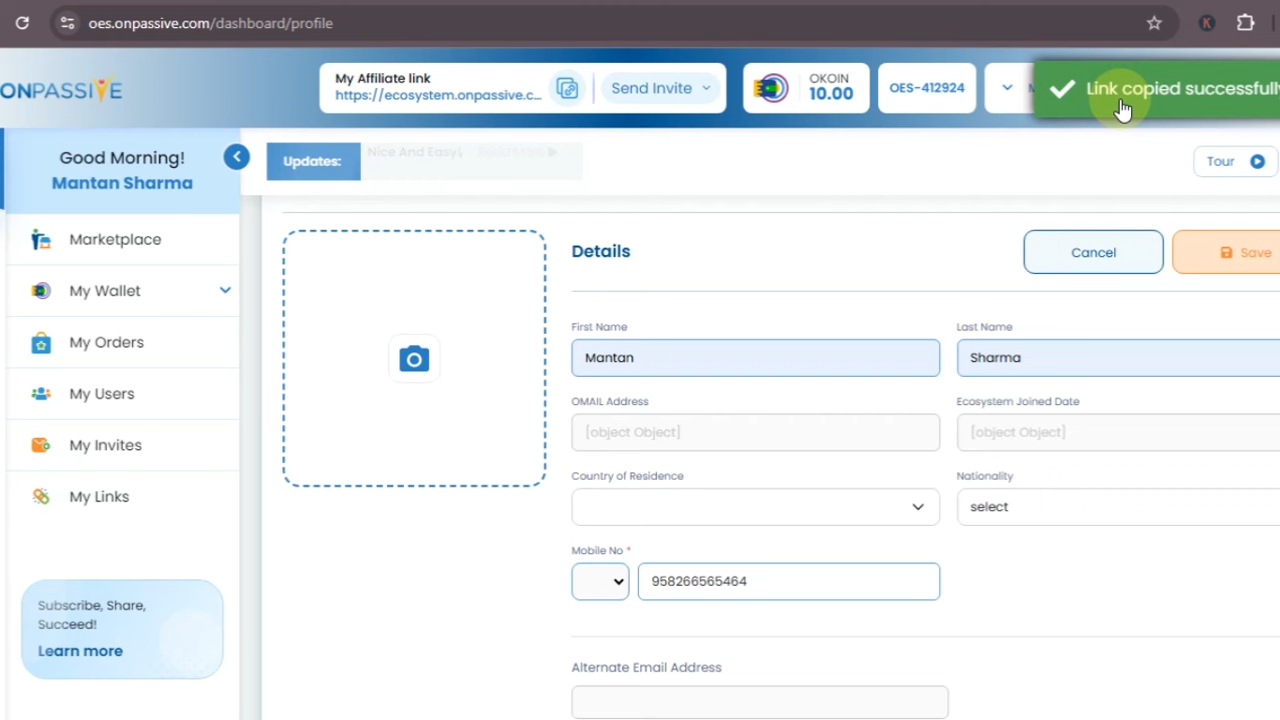 oes.onpassive.com/dashboard/profile
ONPASSIVE
My Affiliate link
https://ecosystem.onpassive.c...
Send Invite
OKOIN
10.00
OES-412924
Link copied successfully
Good Morning!
Mantan Sharma
Updates:
Nice And Easy!
Tour
Marketplace
My Wallet
My Orders
My Users
My Invites
My Links
Subscribe, Share,
Succeed!
Learn more
Details
Cancel
Save
First Name
Last Name
Mantan
Sharma
OMAIL Address
Ecosystem Joined Date
[object Object]
[object Object]
Country of Residence
Nationality
select
Mobile No *
958266565464
Alternate Email Address